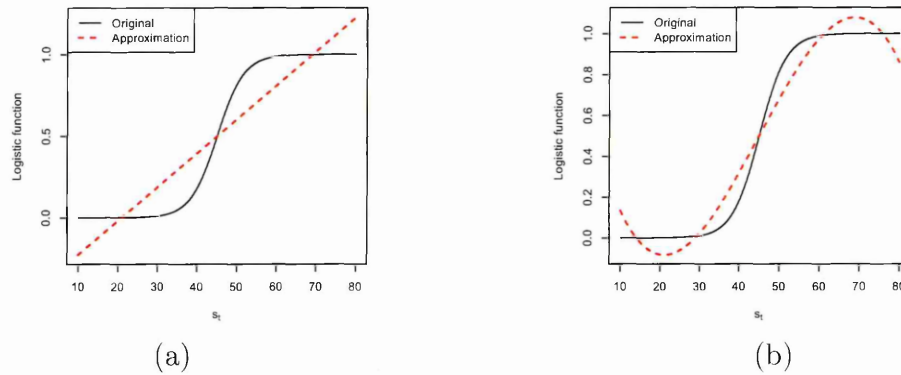 Original
Approximation
Logistic function
1.0
0.5
0.0
10 20 30 40 50 60 70 80
st
(a)
Original
Approximation
Logistic function
1.0
0.8
0.6
0.4
0.2
0.0
10 20 30 40 50 60 70 80
st
(b)